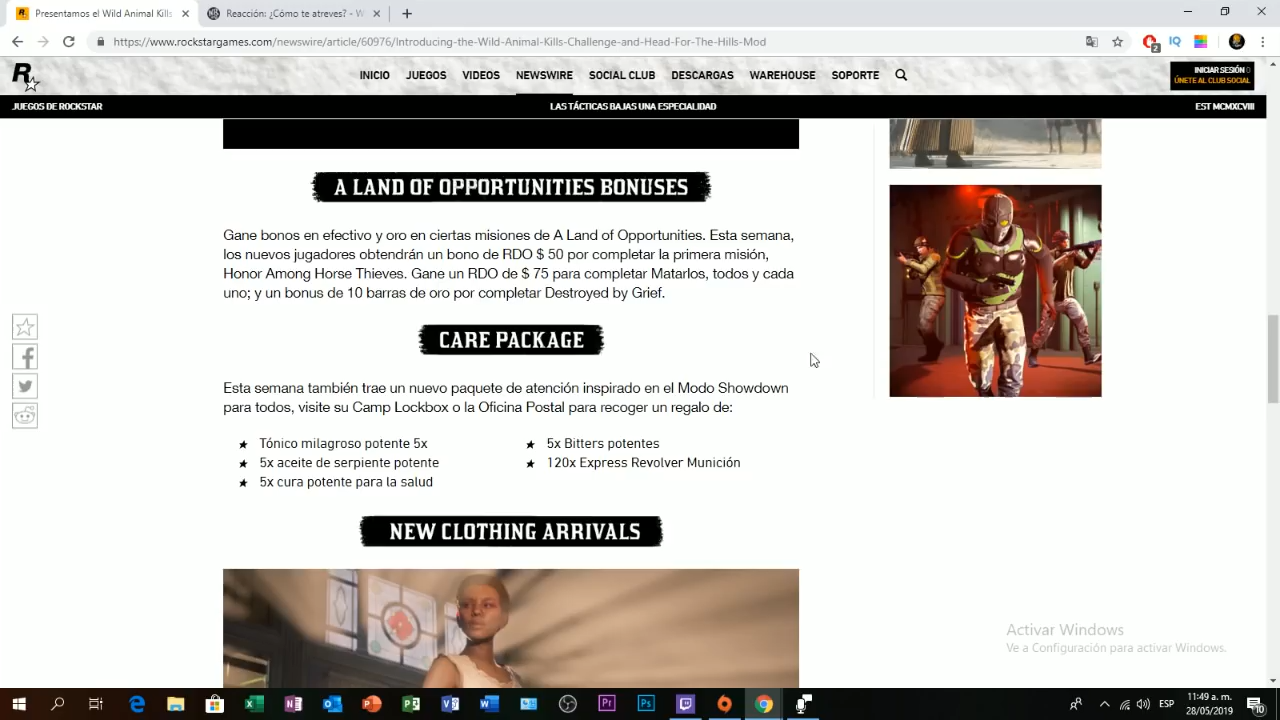 Presentamos el Wild Animal Kills
Reacción: ¿Cómo te atreves? - W
https://www.rockstargames.com/newswire/article/60976/Introducing-the-Wild-Animal-Kills-Challenge-and-Head-For-The-Hills-Mod
2
IQ
R
INICIO JUEGOS VIDEOS NEWSWIRE SOCIAL CLUB DESCARGAS WAREHOUSE SOPORTE
INICIAR SESIÓN
ÚNETE AL CLUB SOCIAL
JUEGOS DE ROCKSTAR LAS TÁCTICAS BAJAS UNA ESPECIALIDAD EST MCMXCVIII
A LAND OF OPPORTUNITIES BONUSES
Gane bonos en efectivo y oro en ciertas misiones de A Land of Opportunities. Esta semana,
los nuevos jugadores obtendrán un bono de RDO $ 50 por completar la primera misión,
Honor Among Horse Thieves. Gane un RDO de $ 75 para completar Matarlos, todos y cada
uno; y un bonus de 10 barras de oro por completar Destroyed by Grief.
CARE PACKAGE
Esta semana también trae un nuevo paquete de atención inspirado en el Modo Showdown
para todos, visite su Camp Lockbox o la Oficina Postal para recoger un regalo de:
Tónico milagroso potente 5x
5x aceite de serpiente potente
5x cura potente para la salud
5x Bitters potentes
120x Express Revolver Munición
NEW CLOTHING ARRIVALS
Activar Windows
Ve a Configuración para activar Windows.
ESP
11:49 a. m.
28/05/2019
10